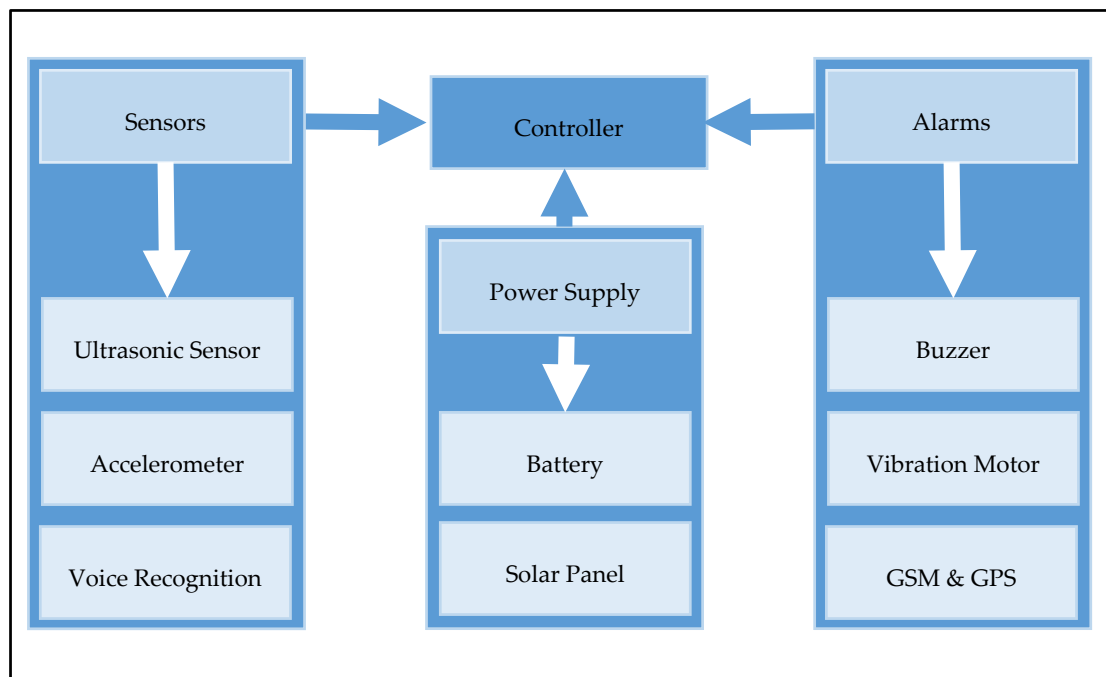 Sensors
Controller
Alarms
Power Supply
Ultrasonic Sensor
Buzzer
Accelerometer
Battery
Vibration Motor
Voice Recognition
Solar Panel
GSM & GPS